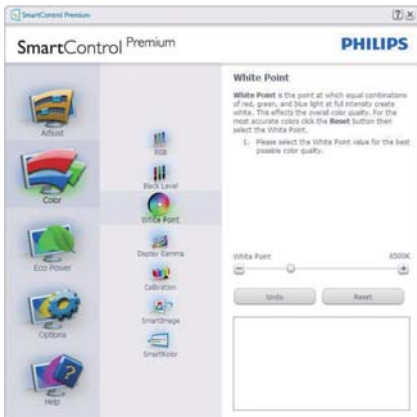 SmartControl Premium
SmartControl Premium
PHILIPS
Adjust
Color
Eco Power
Options
Help
RGB
Black Level
White Point
Display Gamma
Calibration
SmartImage
SmartKolor
White Point
White Point is the point at which equal combinations
of red, green, and blue light at full intensity create
white. This effects the overall color quality. For the
most accurate colors click the Reset button then
select the White Point.
1. Please select the White Point value for the best
possible color quality.
White Point 6500K
Undo Reset